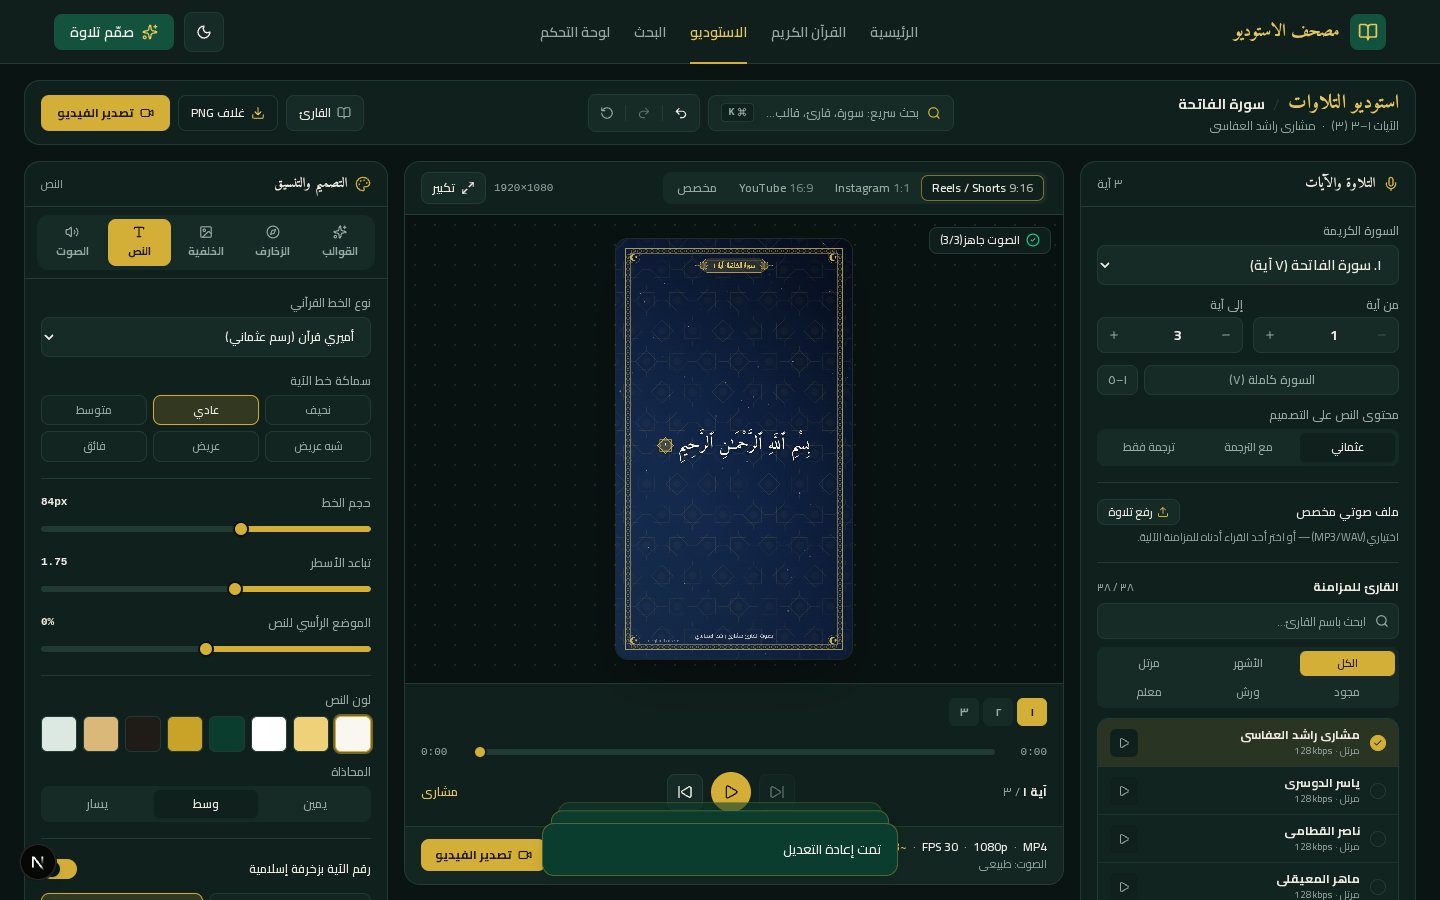 مصحف الاستوديو
الرئيسية
القرآن الكريم
الاستوديو
البحث
لوحة التحكم
صمّم تلاوة
استوديو التلاوات / سورة الفاتحة
الآيات ١–٣ (٣) · مشاري راشد العفاسي
بحث سريع: سورة، قارئ، قالب...
⌘ K
القارئ
غلاف PNG
تصدير الفيديو
التلاوة والآيات
٣ آية
السورة الكريمة
١. سورة الفاتحة (٧ آية)
من آية
إلى آية
− 1 +
− 3 +
السورة كاملة (٧)
١–٥
محتوى النص على التصميم
عثماني
مع الترجمة
ترجمة فقط
ملف صوتي مخصص
رفع تلاوة
اختياري (MP3/WAV) — أو اختر أحد القراء أدناه للمزامنة الآلية.
القارئ للمزامنة
٣٨ / ٣٨
ابحث باسم القارئ...
الكل
الأشهر
مرتل
مجود
ورش
معلم
مشاري راشد العفاسي
مرتل · 128kbps
ياسر الدوسري
مرتل · 128kbps
ناصر القطامي
مرتل · 128kbps
ماهر المعيقلي
مرتل · 128kbps
Reels / Shorts 9:16
Instagram 1:1
YouTube 16:9
مخصص
1920×1080
تكبير
الصوت جاهز (3/3)
بِسْمِ ٱللَّهِ ٱلرَّحْمَـٰنِ ٱلرَّحِيمِ ١
١
٢
٣
0:00
0:00
آية ١ / ٣
مشاري
MP4 · 1080p · FPS 30 ·
الصوت: طبيعي
تمت إعادة التعديل
تصدير الفيديو
التصميم والتنسيق
النص
القوالب
الزخارف
الخلفية
النص
الصوت
نوع الخط القرآني
أميري قرآن (رسم عثماني)
سماكة خط الآية
نحيف
عادي
متوسط
شبه عريض
عريض
فائق
حجم الخط
84px
تباعد الأسطر
1.75
الموضع الرأسي للنص
0%
لون النص
المحاذاة
يمين
وسط
يسار
رقم الآية بزخرفة إسلامية
N